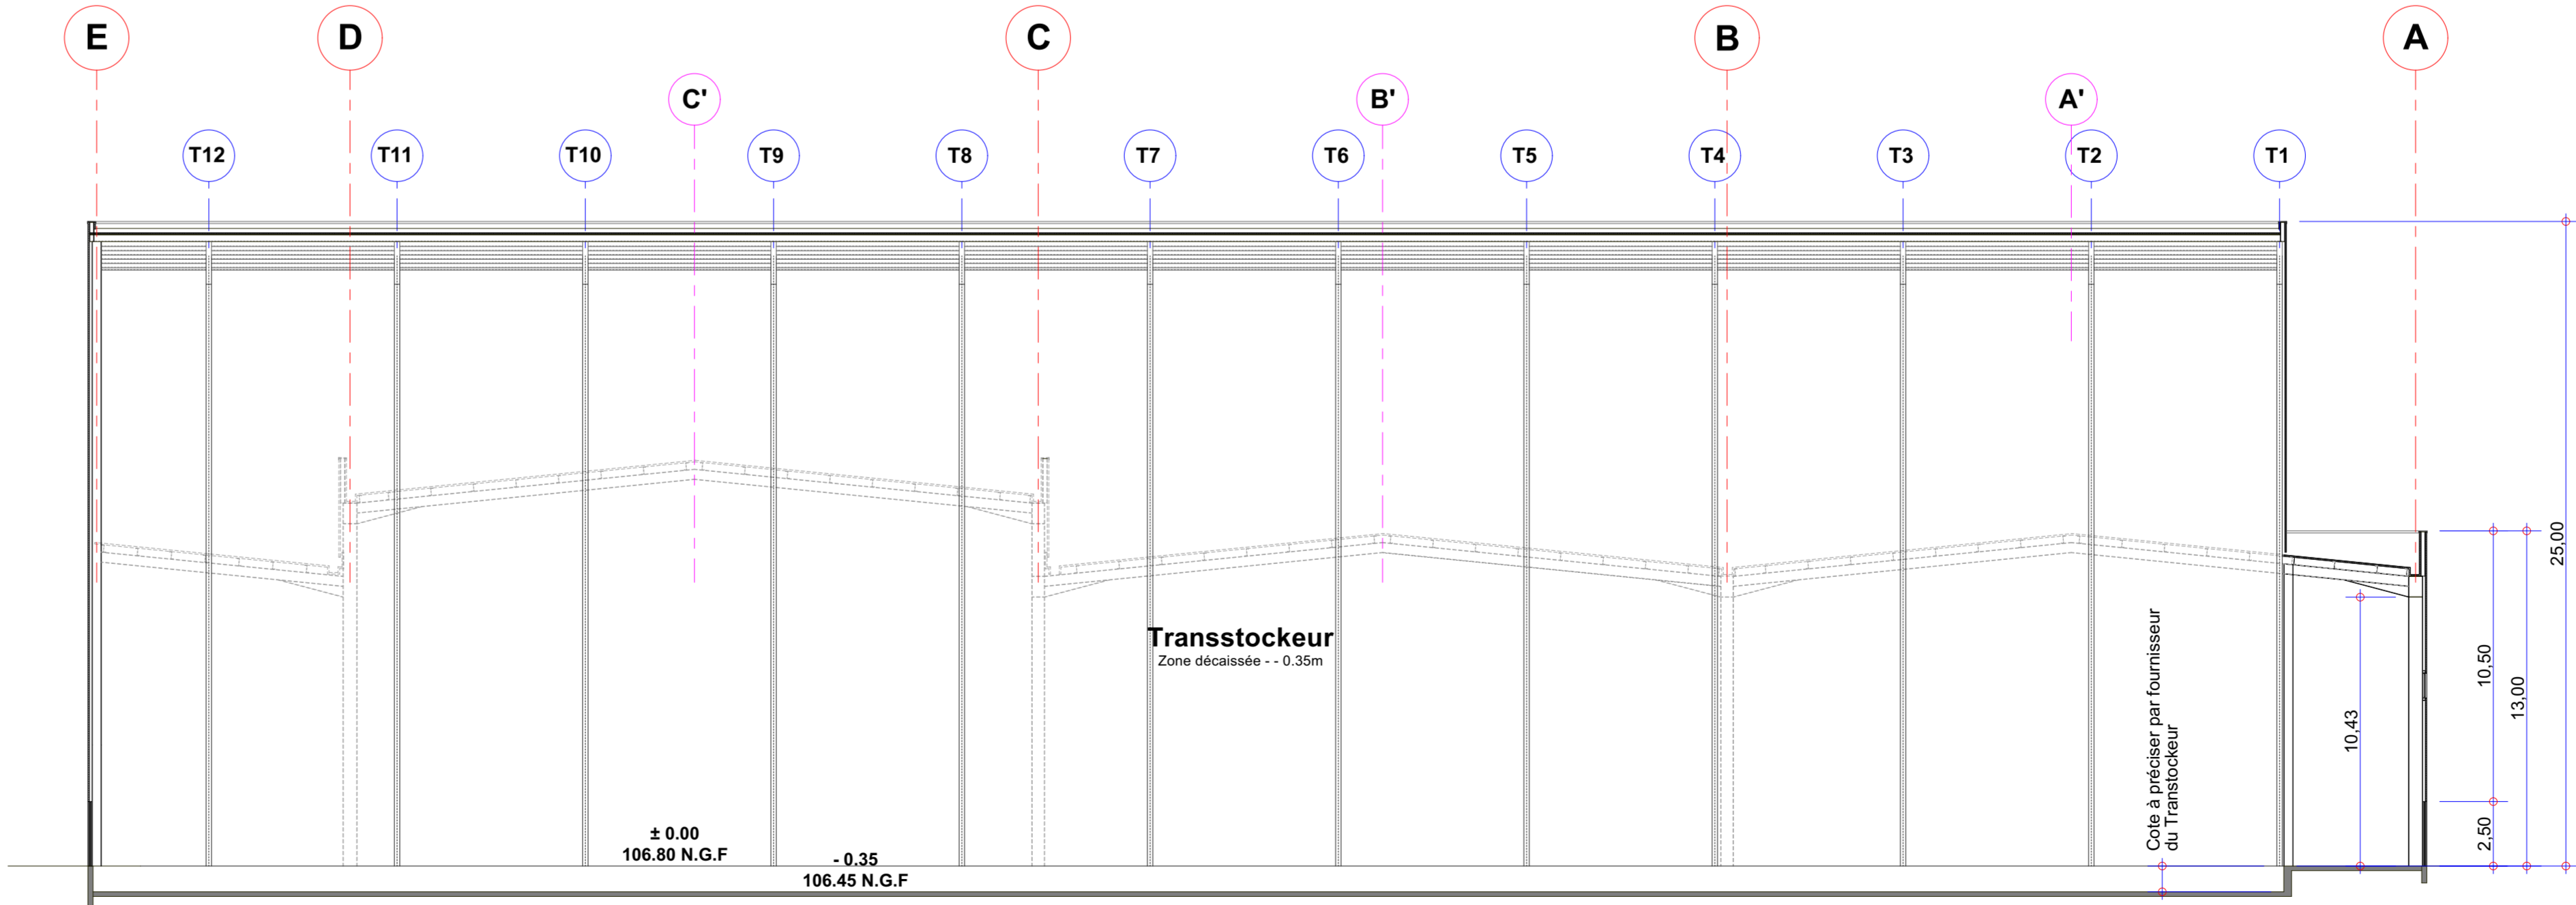 E
D
C
B
A
C'
B'
A'
T12
T11
T10
T9
T8
T7
T6
T5
T4
T3
T2
T1
25,00
Transstockeur
Zone décaissée - - 0.35m
Cote à préciser par fournisseur
du Transtockeur
10,43
10,50
13,00
2,50
± 0.00
106.80 N.G.F
- 0.35
106.45 N.G.F